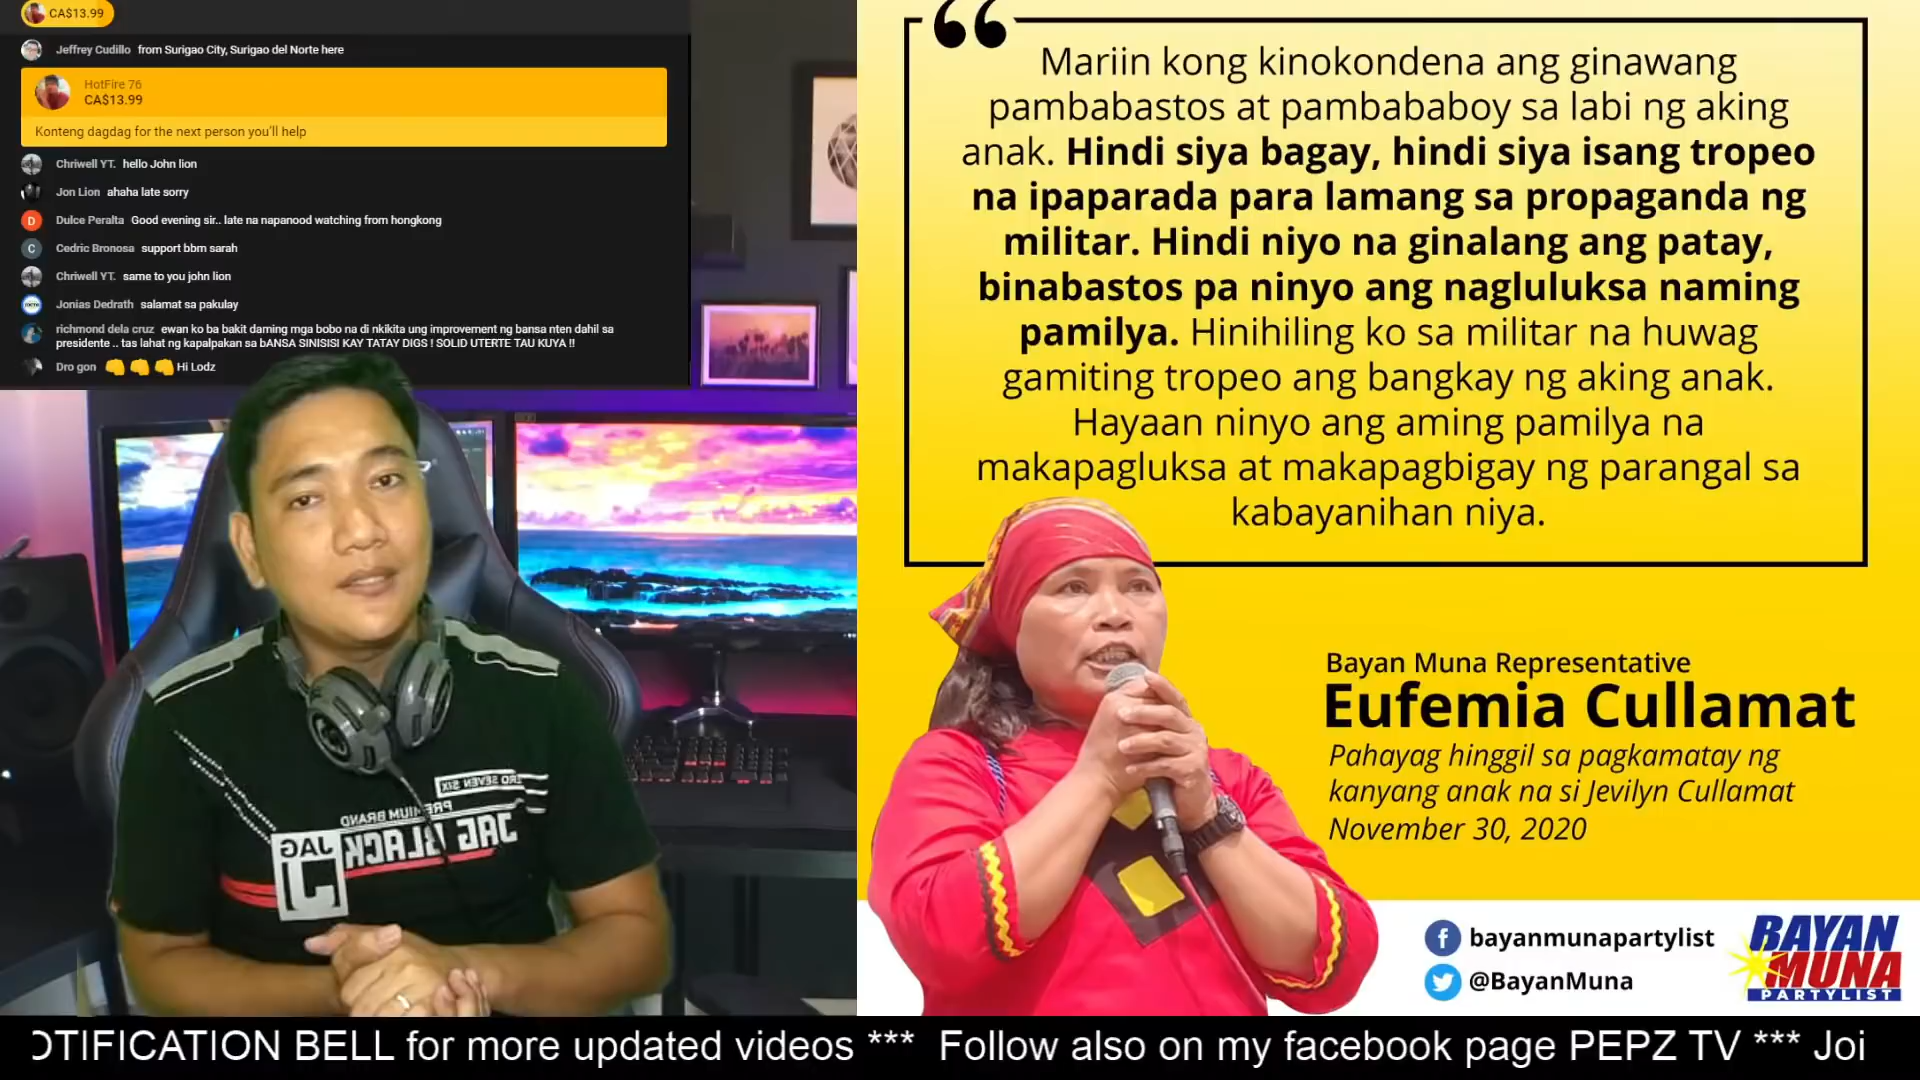 CA$13.99
Jeffrey Cudillo from Surigao City, Surigao del Norte here
HotFire 76
CA$13.99
Konteng dagdag for the next person you'll help
Chriwell YT. hello John lion
Jon Lion ahaha late sorry
D Dulce Peralta Good evening sir.. late na napanood watching from hongkong
C Cedric Bronosa support bbm sarah
Chriwell YT. same to you john lion
Jonias Dedrath salamat sa pakulay
richmond dela cruz ewan ko ba bakit daming mga bobo na di nkikita ung improvement ng bansa nten dahil sa
presidente .. tas lahat ng kapalpakan sa bANSA SINISISI KAY TATAY DIGS ! SOLID UTERTE TAU KUYA !!
Dro gon 👊👊👊 Hi Lodz
ZERO SEVEN SIX
PREMIUM BRAND
JAG BLACK JAG
JAG
J
“
Mariin kong kinokondena ang ginawang
pambabastos at pambababoy sa labi ng aking
anak. Hindi siya bagay, hindi siya isang tropeo
na ipaparada para lamang sa propaganda ng
militar. Hindi niyo na ginalang ang patay,
binabastos pa ninyo ang nagluluksa naming
pamilya. Hinihiling ko sa militar na huwag
gamiting tropeo ang bangkay ng aking anak.
Hayaan ninyo ang aming pamilya na
makapagluksa at makapagbigay ng parangal sa
kabayanihan niya.
Bayan Muna Representative
Eufemia Cullamat
Pahayag hinggil sa pagkamatay ng
kanyang anak na si Jevilyn Cullamat
November 30, 2020
f bayanmunapartylist
@BayanMuna
BAYAN
MUNA
PARTYLIST
OTIFICATION BELL for more updated videos *** Follow also on my facebook page PEPZ TV *** Joi